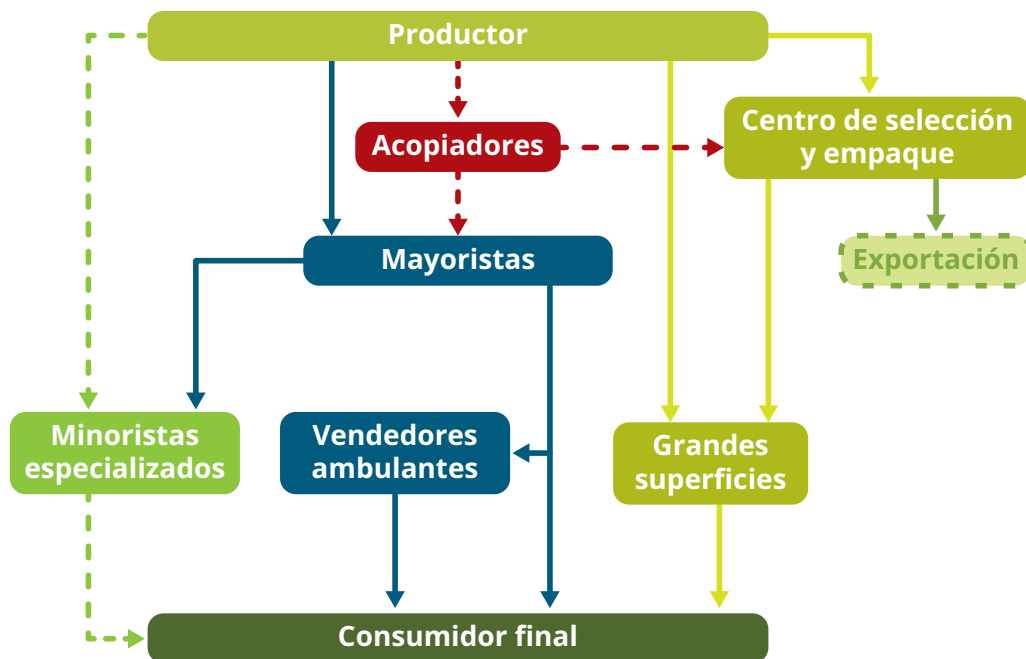 Productor
Centro de selección
y empaque
Acopiadores
Mayoristas
Exportación
Minoristas
especializados
Vendedores
ambulantes
Grandes
superficies
Consumidor final